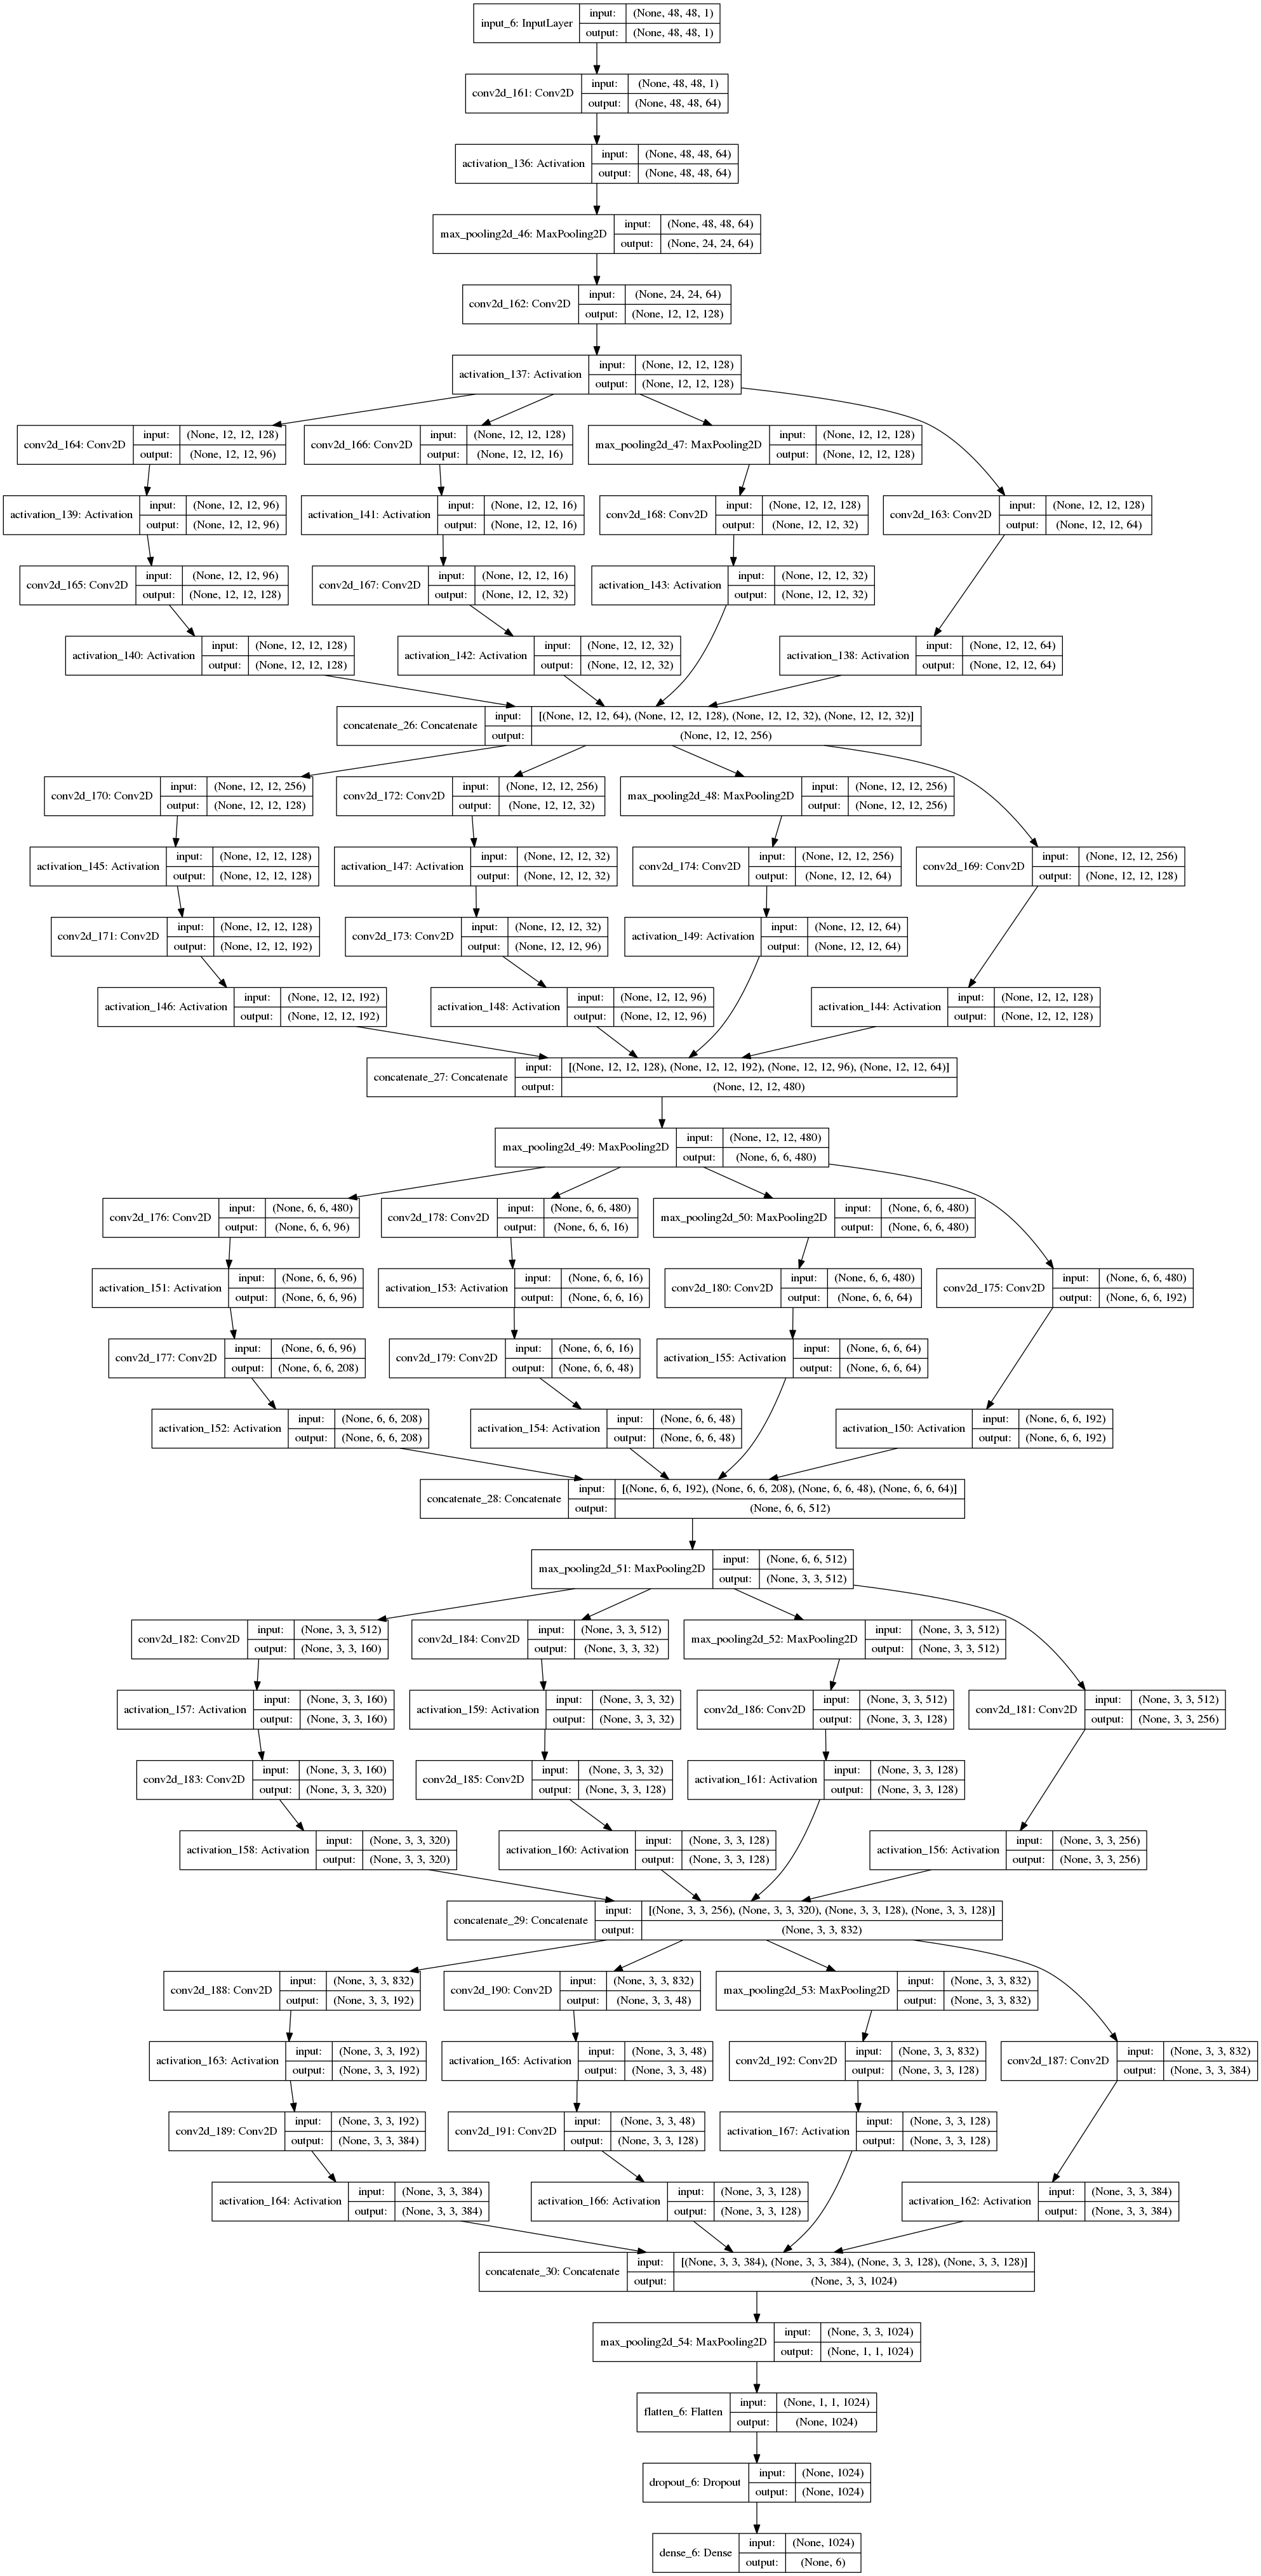 input_6: InputLayer
input: (None, 48, 48, 1)
output: (None, 48, 48, 1)
conv2d_161: Conv2D
input: (None, 48, 48, 1)
output: (None, 48, 48, 64)
activation_136: Activation
input: (None, 48, 48, 64)
output: (None, 48, 48, 64)
max_pooling2d_46: MaxPooling2D
input: (None, 48, 48, 64)
output: (None, 24, 24, 64)
conv2d_162: Conv2D
input: (None, 24, 24, 64)
output: (None, 12, 12, 128)
activation_137: Activation
input: (None, 12, 12, 128)
output: (None, 12, 12, 128)
conv2d_164: Conv2D
input: (None, 12, 12, 128)
output: (None, 12, 12, 96)
conv2d_166: Conv2D
input: (None, 12, 12, 128)
output: (None, 12, 12, 16)
max_pooling2d_47: MaxPooling2D
input: (None, 12, 12, 128)
output: (None, 12, 12, 128)
activation_139: Activation
input: (None, 12, 12, 96)
output: (None, 12, 12, 96)
activation_141: Activation
input: (None, 12, 12, 16)
output: (None, 12, 12, 16)
conv2d_168: Conv2D
input: (None, 12, 12, 128)
output: (None, 12, 12, 32)
conv2d_163: Conv2D
input: (None, 12, 12, 128)
output: (None, 12, 12, 64)
conv2d_165: Conv2D
input: (None, 12, 12, 96)
output: (None, 12, 12, 128)
conv2d_167: Conv2D
input: (None, 12, 12, 16)
output: (None, 12, 12, 32)
activation_143: Activation
input: (None, 12, 12, 32)
output: (None, 12, 12, 32)
activation_140: Activation
input: (None, 12, 12, 128)
output: (None, 12, 12, 128)
activation_142: Activation
input: (None, 12, 12, 32)
output: (None, 12, 12, 32)
activation_138: Activation
input: (None, 12, 12, 64)
output: (None, 12, 12, 64)
concatenate_26: Concatenate
input: [(None, 12, 12, 64), (None, 12, 12, 128), (None, 12, 12, 32), (None, 12, 12, 32)]
output: (None, 12, 12, 256)
conv2d_170: Conv2D
input: (None, 12, 12, 256)
output: (None, 12, 12, 128)
conv2d_172: Conv2D
input: (None, 12, 12, 256)
output: (None, 12, 12, 32)
max_pooling2d_48: MaxPooling2D
input: (None, 12, 12, 256)
output: (None, 12, 12, 256)
activation_145: Activation
input: (None, 12, 12, 128)
output: (None, 12, 12, 128)
activation_147: Activation
input: (None, 12, 12, 32)
output: (None, 12, 12, 32)
conv2d_174: Conv2D
input: (None, 12, 12, 256)
output: (None, 12, 12, 64)
conv2d_169: Conv2D
input: (None, 12, 12, 256)
output: (None, 12, 12, 128)
conv2d_171: Conv2D
input: (None, 12, 12, 128)
output: (None, 12, 12, 192)
conv2d_173: Conv2D
input: (None, 12, 12, 32)
output: (None, 12, 12, 96)
activation_149: Activation
input: (None, 12, 12, 64)
output: (None, 12, 12, 64)
activation_146: Activation
input: (None, 12, 12, 192)
output: (None, 12, 12, 192)
activation_148: Activation
input: (None, 12, 12, 96)
output: (None, 12, 12, 96)
activation_144: Activation
input: (None, 12, 12, 128)
output: (None, 12, 12, 128)
concatenate_27: Concatenate
input: [(None, 12, 12, 128), (None, 12, 12, 192), (None, 12, 12, 96), (None, 12, 12, 64)]
output: (None, 12, 12, 480)
max_pooling2d_49: MaxPooling2D
input: (None, 12, 12, 480)
output: (None, 6, 6, 480)
conv2d_176: Conv2D
input: (None, 6, 6, 480)
output: (None, 6, 6, 96)
conv2d_178: Conv2D
input: (None, 6, 6, 480)
output: (None, 6, 6, 16)
max_pooling2d_50: MaxPooling2D
input: (None, 6, 6, 480)
output: (None, 6, 6, 480)
activation_151: Activation
input: (None, 6, 6, 96)
output: (None, 6, 6, 96)
activation_153: Activation
input: (None, 6, 6, 16)
output: (None, 6, 6, 16)
conv2d_180: Conv2D
input: (None, 6, 6, 480)
output: (None, 6, 6, 64)
conv2d_175: Conv2D
input: (None, 6, 6, 480)
output: (None, 6, 6, 192)
conv2d_177: Conv2D
input: (None, 6, 6, 96)
output: (None, 6, 6, 208)
conv2d_179: Conv2D
input: (None, 6, 6, 16)
output: (None, 6, 6, 48)
activation_155: Activation
input: (None, 6, 6, 64)
output: (None, 6, 6, 64)
activation_152: Activation
input: (None, 6, 6, 208)
output: (None, 6, 6, 208)
activation_154: Activation
input: (None, 6, 6, 48)
output: (None, 6, 6, 48)
activation_150: Activation
input: (None, 6, 6, 192)
output: (None, 6, 6, 192)
concatenate_28: Concatenate
input: [(None, 6, 6, 192), (None, 6, 6, 208), (None, 6, 6, 48), (None, 6, 6, 64)]
output: (None, 6, 6, 512)
max_pooling2d_51: MaxPooling2D
input: (None, 6, 6, 512)
output: (None, 3, 3, 512)
conv2d_182: Conv2D
input: (None, 3, 3, 512)
output: (None, 3, 3, 160)
conv2d_184: Conv2D
input: (None, 3, 3, 512)
output: (None, 3, 3, 32)
max_pooling2d_52: MaxPooling2D
input: (None, 3, 3, 512)
output: (None, 3, 3, 512)
activation_157: Activation
input: (None, 3, 3, 160)
output: (None, 3, 3, 160)
activation_159: Activation
input: (None, 3, 3, 32)
output: (None, 3, 3, 32)
conv2d_186: Conv2D
input: (None, 3, 3, 512)
output: (None, 3, 3, 128)
conv2d_181: Conv2D
input: (None, 3, 3, 512)
output: (None, 3, 3, 256)
conv2d_183: Conv2D
input: (None, 3, 3, 160)
output: (None, 3, 3, 320)
conv2d_185: Conv2D
input: (None, 3, 3, 32)
output: (None, 3, 3, 128)
activation_161: Activation
input: (None, 3, 3, 128)
output: (None, 3, 3, 128)
activation_158: Activation
input: (None, 3, 3, 320)
output: (None, 3, 3, 320)
activation_160: Activation
input: (None, 3, 3, 128)
output: (None, 3, 3, 128)
activation_156: Activation
input: (None, 3, 3, 256)
output: (None, 3, 3, 256)
concatenate_29: Concatenate
input: [(None, 3, 3, 256), (None, 3, 3, 320), (None, 3, 3, 128), (None, 3, 3, 128)]
output: (None, 3, 3, 832)
conv2d_188: Conv2D
input: (None, 3, 3, 832)
output: (None, 3, 3, 192)
conv2d_190: Conv2D
input: (None, 3, 3, 832)
output: (None, 3, 3, 48)
max_pooling2d_53: MaxPooling2D
input: (None, 3, 3, 832)
output: (None, 3, 3, 832)
activation_163: Activation
input: (None, 3, 3, 192)
output: (None, 3, 3, 192)
activation_165: Activation
input: (None, 3, 3, 48)
output: (None, 3, 3, 48)
conv2d_192: Conv2D
input: (None, 3, 3, 832)
output: (None, 3, 3, 128)
conv2d_187: Conv2D
input: (None, 3, 3, 832)
output: (None, 3, 3, 384)
conv2d_189: Conv2D
input: (None, 3, 3, 192)
output: (None, 3, 3, 384)
conv2d_191: Conv2D
input: (None, 3, 3, 48)
output: (None, 3, 3, 128)
activation_167: Activation
input: (None, 3, 3, 128)
output: (None, 3, 3, 128)
activation_164: Activation
input: (None, 3, 3, 384)
output: (None, 3, 3, 384)
activation_166: Activation
input: (None, 3, 3, 128)
output: (None, 3, 3, 128)
activation_162: Activation
input: (None, 3, 3, 384)
output: (None, 3, 3, 384)
concatenate_30: Concatenate
input: [(None, 3, 3, 384), (None, 3, 3, 384), (None, 3, 3, 128), (None, 3, 3, 128)]
output: (None, 3, 3, 1024)
max_pooling2d_54: MaxPooling2D
input: (None, 3, 3, 1024)
output: (None, 1, 1, 1024)
flatten_6: Flatten
input: (None, 1, 1, 1024)
output: (None, 1024)
dropout_6: Dropout
input: (None, 1024)
output: (None, 1024)
dense_6: Dense
input: (None, 1024)
output: (None, 6)